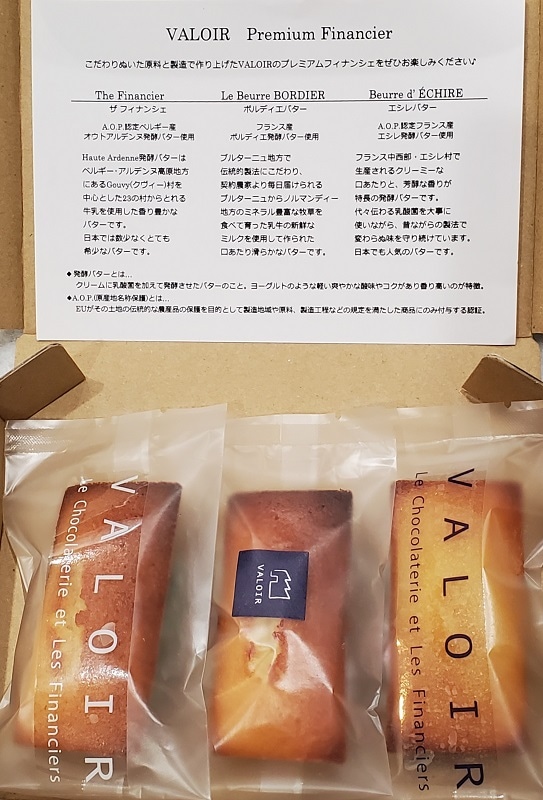 VALOIR Premium Financier
こだわりぬいた原料と製造で作り上げたVALOIRのプレミアムフィナンシェをぜひお楽しみください♪
The Financier
ザ フィナンシェ
A.O.P.認定ベルギー産
オウトアルデンヌ発酵バター使用
Haute Ardenne発酵バターは
ベルギー・アルデンヌ高原地方
にあるGouvy(クヴィー)村を
中心とした23の村からとれる
牛乳を使用した香り豊かな
バターです。
日本では数少なくとても
希少なバターです。
Le Beurre BORDIER
ボルディエバター
フランス産
ボルディエ発酵バター使用
ブルターニュ地方で
伝統的製法にこだわり、
契約農家より毎日届けられる
ブルターニュからノルマンディー
地方のミネラル豊富な牧草を
食べて育った乳牛の新鮮な
ミルクを使用して作られた
口あたり滑らかなバターです。
Beurre d' ÉCHIRE
エシレバター
A.O.P.認定フランス産
エシレ発酵バター使用
フランス中西部・エシレ村で
生産されるクリーミーな
口あたりと、芳醇な香りが
特長の発酵バターです。
代々伝わる乳酸菌を大事に
使いながら、昔ながらの製法で
変わらぬ味を守り続けています。
日本でも人気のバターです。
◆発酵バターとは…
クリームに乳酸菌を加えて発酵させたバターのこと。ヨーグルトのような軽い爽やかな酸味やコクがあり香り高いのが特徴。
◆A.O.P.(原産地名称保護)とは…
EUがその土地の伝統的な農産品の保護を目的として製造地域や原料、製造工程などの規定を満たした商品にのみ付与する認証。
VALOIR
Le Chocolaterie et Les Financiers
VALOIR
VALOIR
Le Chocolaterie et Les Financiers